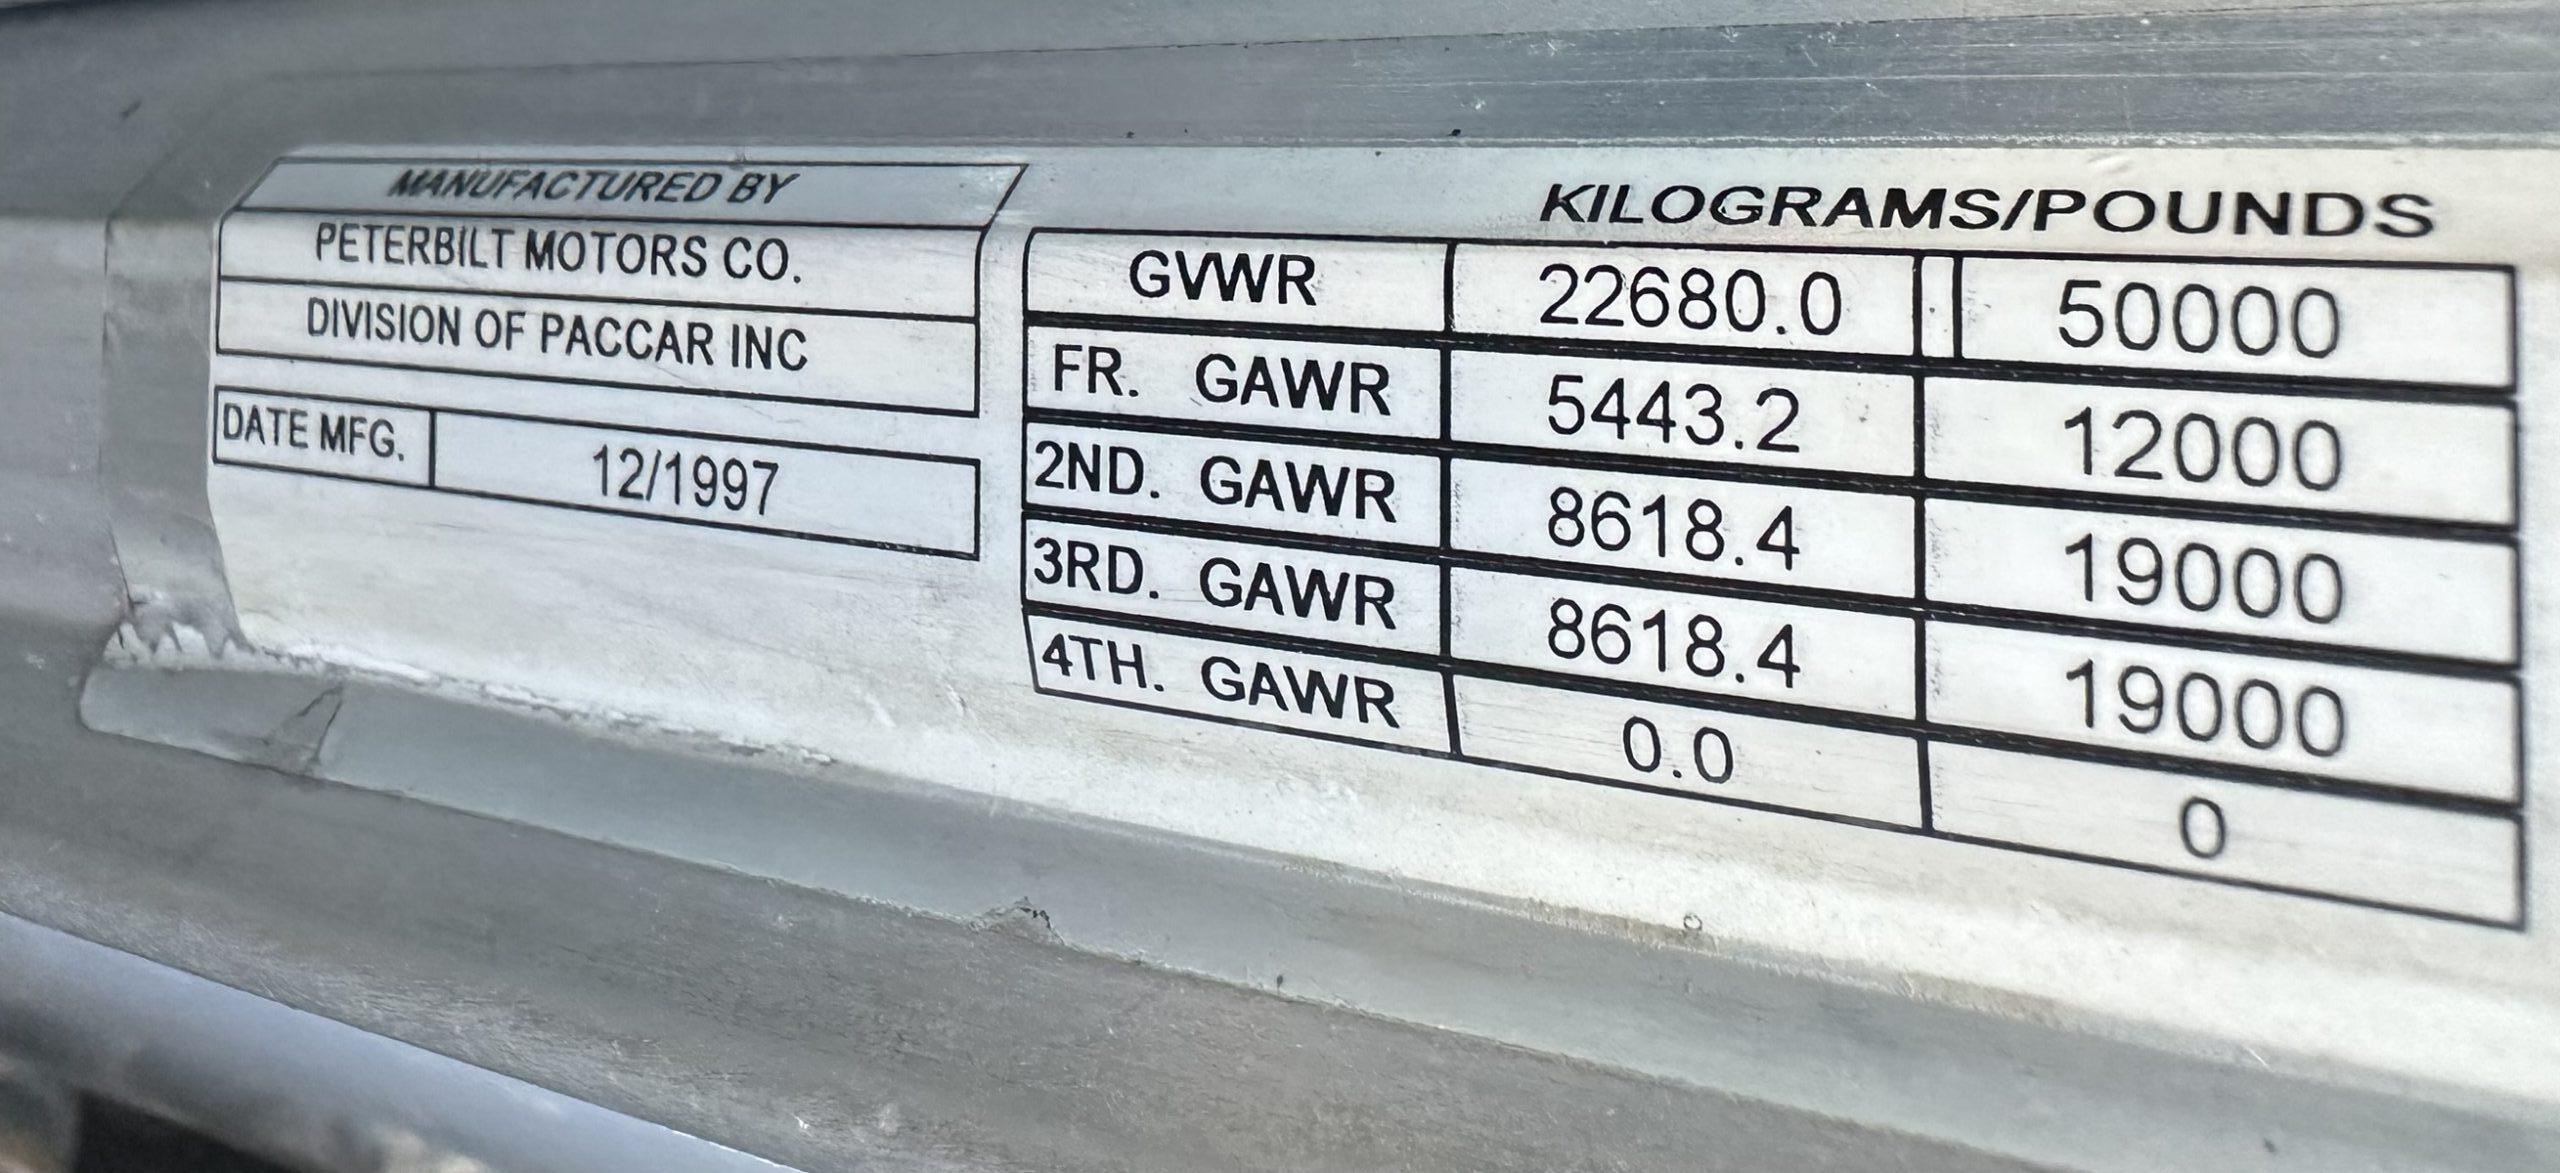 MANUFACTURED BY
PETERBILT MOTORS CO.
DIVISION OF PACCAR INC
DATE MFG. 12/1997
KILOGRAMS/POUNDS
GVWR 22680.0 50000
FR. GAWR 5443.2 12000
2ND. GAWR 8618.4 19000
3RD. GAWR 8618.4 19000
4TH. GAWR 0.0 0